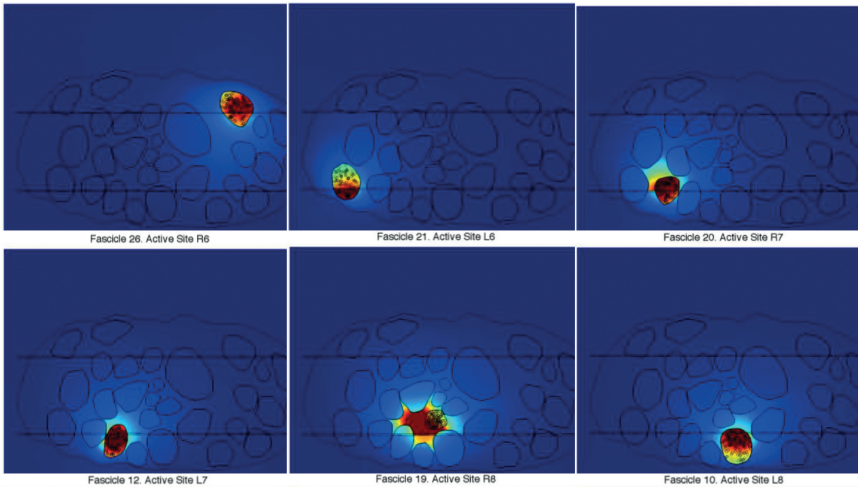 Fascicle 26. Active Site R6
Fascicle 21. Active Site L6
Fascicle 20. Active Site R7
Fascicle 12. Active Site L7
Fascicle 19. Active Site R8
Fascicle 10. Active Site L8